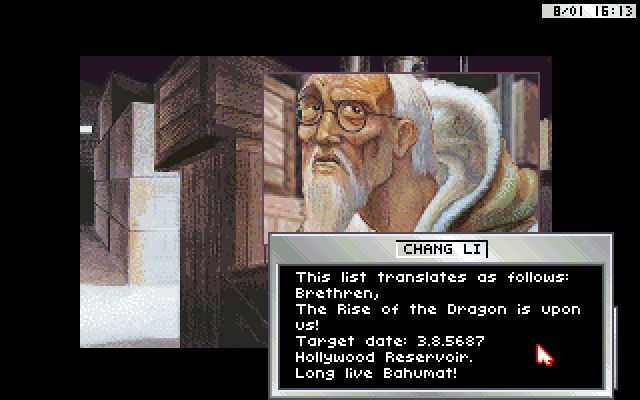 8/01 16:13
CHANG LI
This list translates as follows:
Brethren,
The Rise of the Dragon is upon
us!
Target date: 3.8.5687
Hollywood Reservoir.
Long live Bahumat!